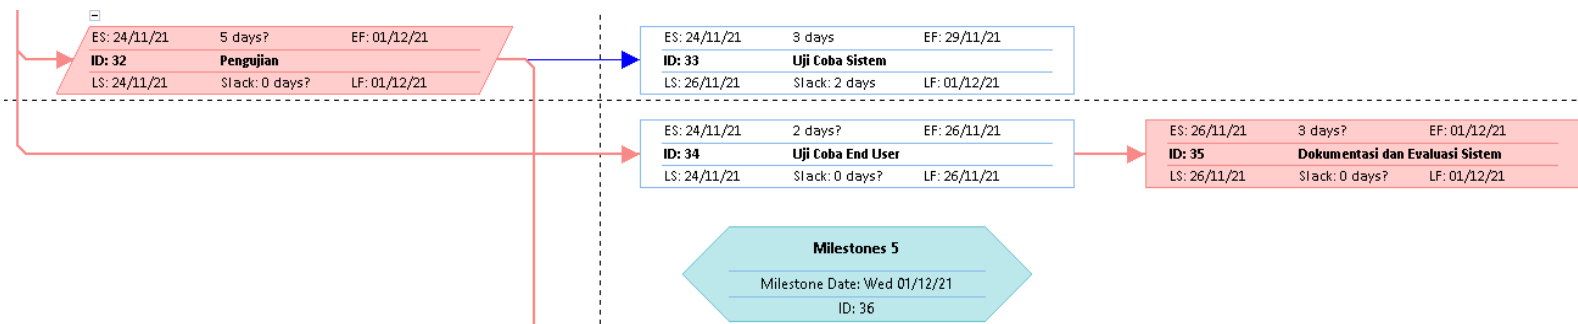 ES: 24/11/21 5 days? EF: 01/12/21
ID: 32 Pengujian
LS: 24/11/21 Slack: 0 days? LF: 01/12/21
ES: 24/11/21 3 days EF: 29/11/21
ID: 33 Uji Coba Sistem
LS: 26/11/21 Slack: 2 days LF: 01/12/21
ES: 24/11/21 2 days? EF: 26/11/21
ID: 34 Uji Coba End User
LS: 24/11/21 Slack: 0 days? LF: 26/11/21
ES: 26/11/21 3 days? EF: 01/12/21
ID: 35 Dokumentasi dan Evaluasi Sistem
LS: 26/11/21 Slack: 0 days? LF: 01/12/21
Milestones 5
Milestone Date: Wed 01/12/21
ID: 36